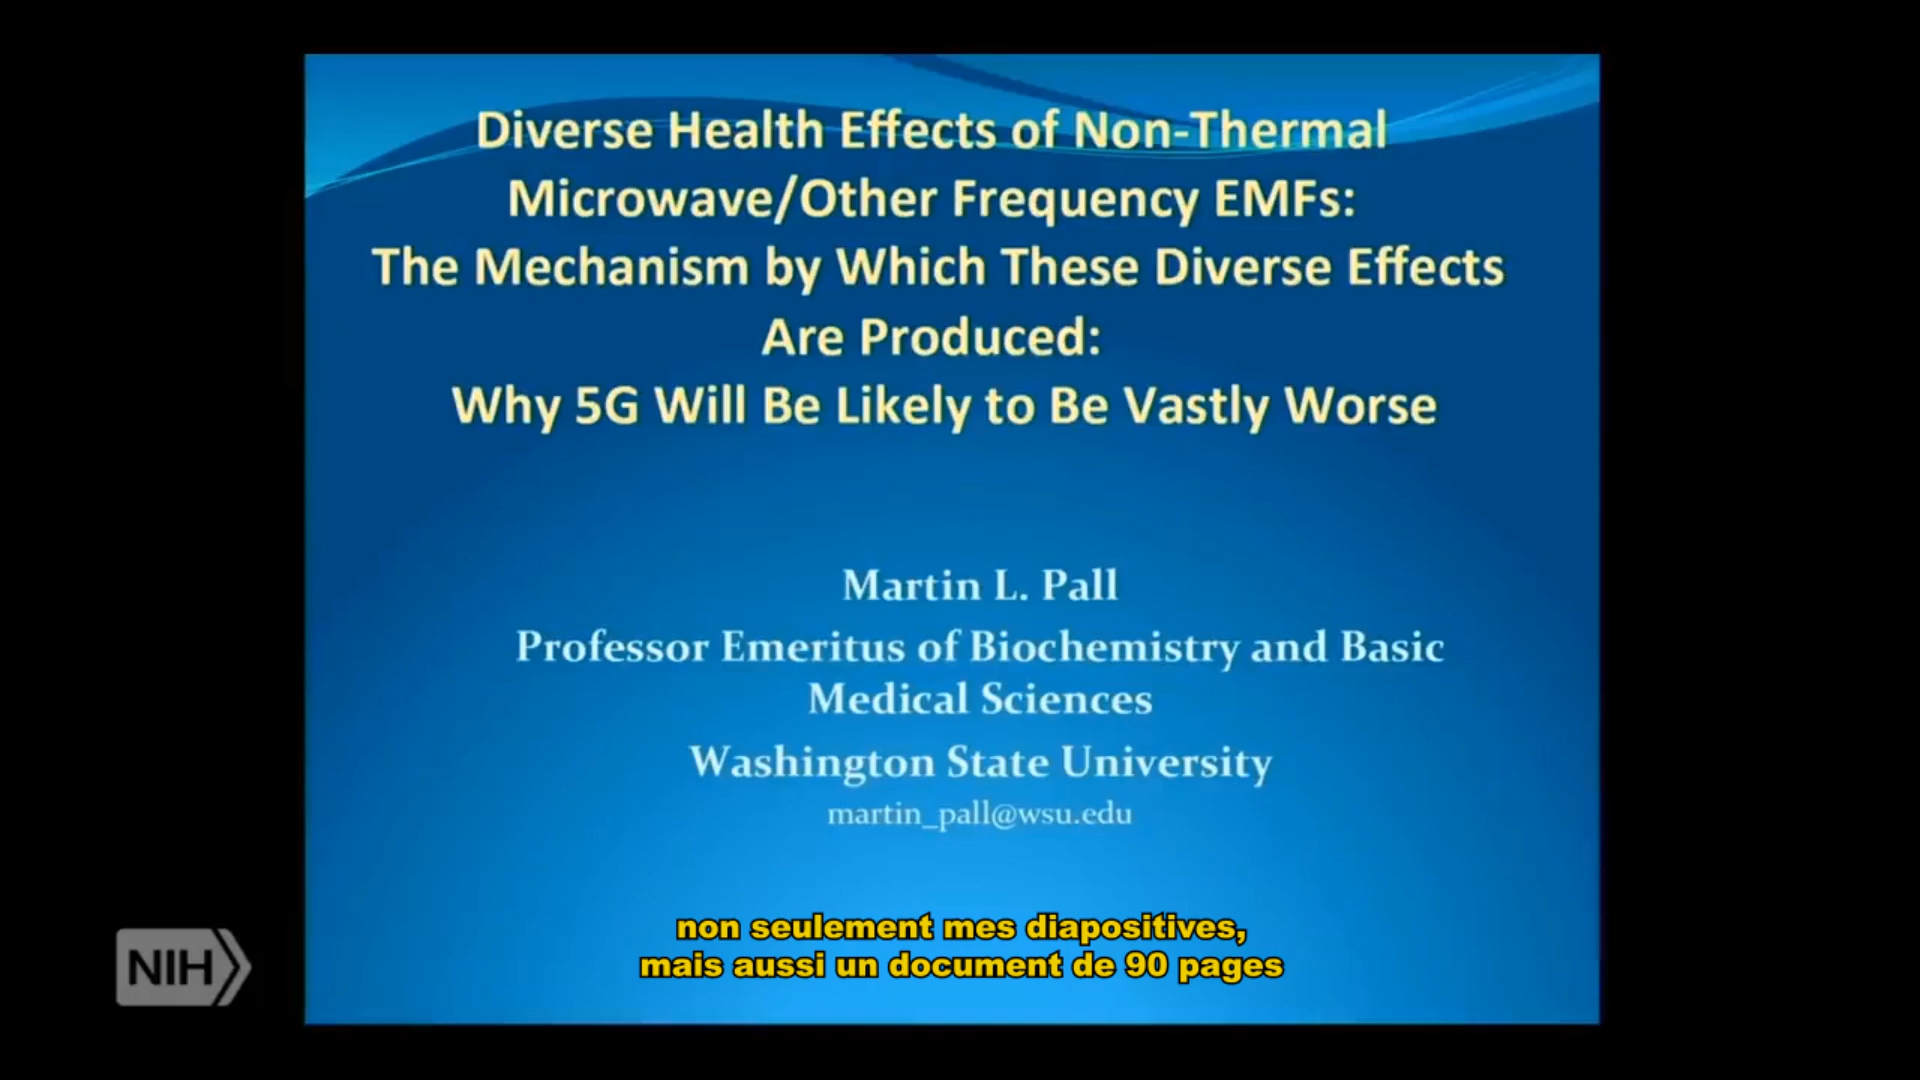 Diverse Health Effects of Non-Thermal
Microwave/Other Frequency EMFs:
The Mechanism by Which These Diverse Effects
Are Produced:
Why 5G Will Be Likely to Be Vastly Worse
Martin L. Pall
Professor Emeritus of Biochemistry and Basic
Medical Sciences
Washington State University
martin_pall@wsu.edu
non seulement mes diapositives,
mais aussi un document de 90 pages
NIH